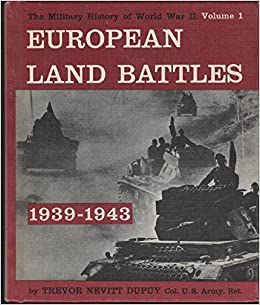 The Military History of World War II: Volume 1
EUROPEAN
LAND BATTLES
1939-1943
by TREVOR NEVITT DUPUY Col. U.S. Army, Ret.